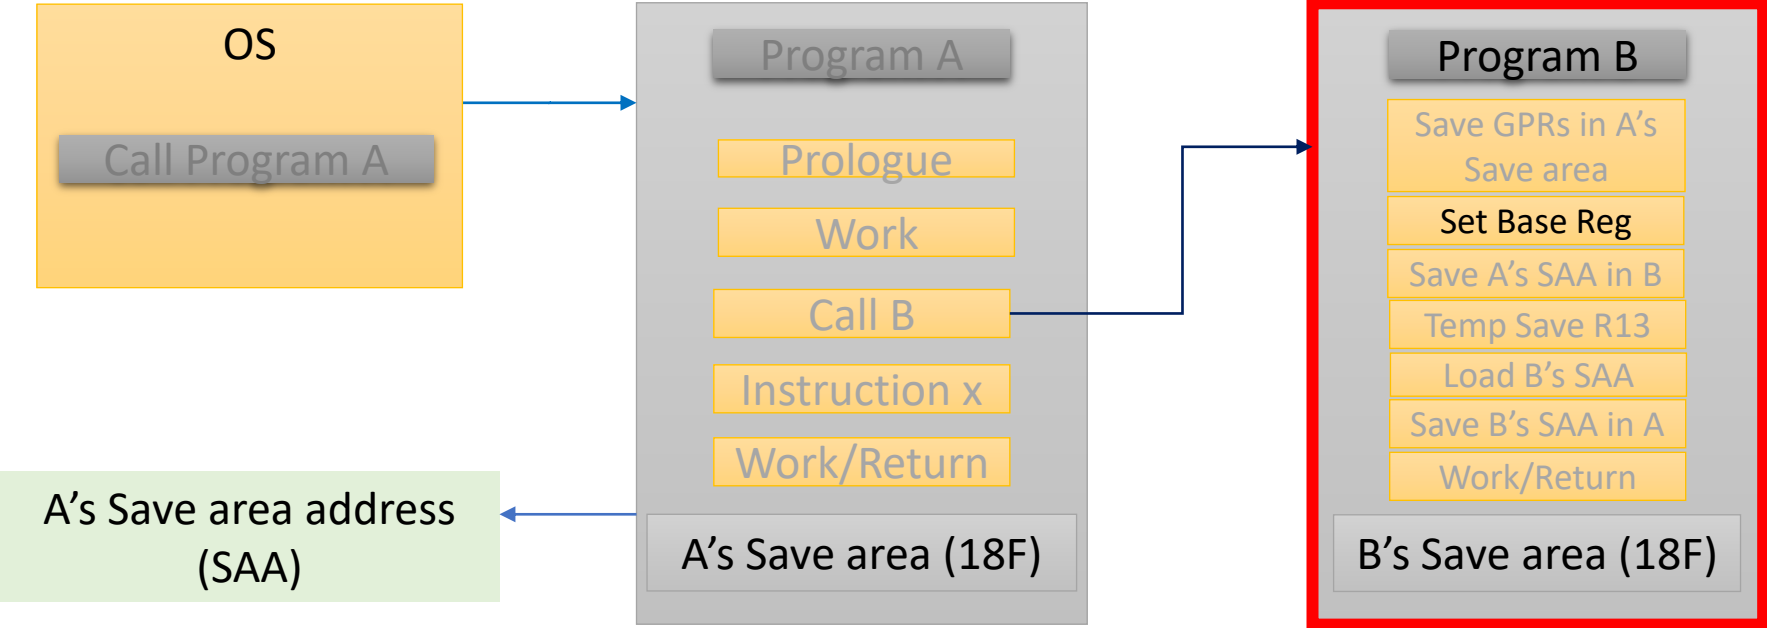 OS
Call Program A
A's Save area address
(SAA)
Program A
Prologue
Work
Call B
Instruction x
Work/Return
A's Save area (18F)
Program B
Save GPRs in A's
Save area
Set Base Reg
Save A's SAA in B
Temp Save R13
Load B's SAA
Save B's SAA in A
Work/Return
B's Save area (18F)